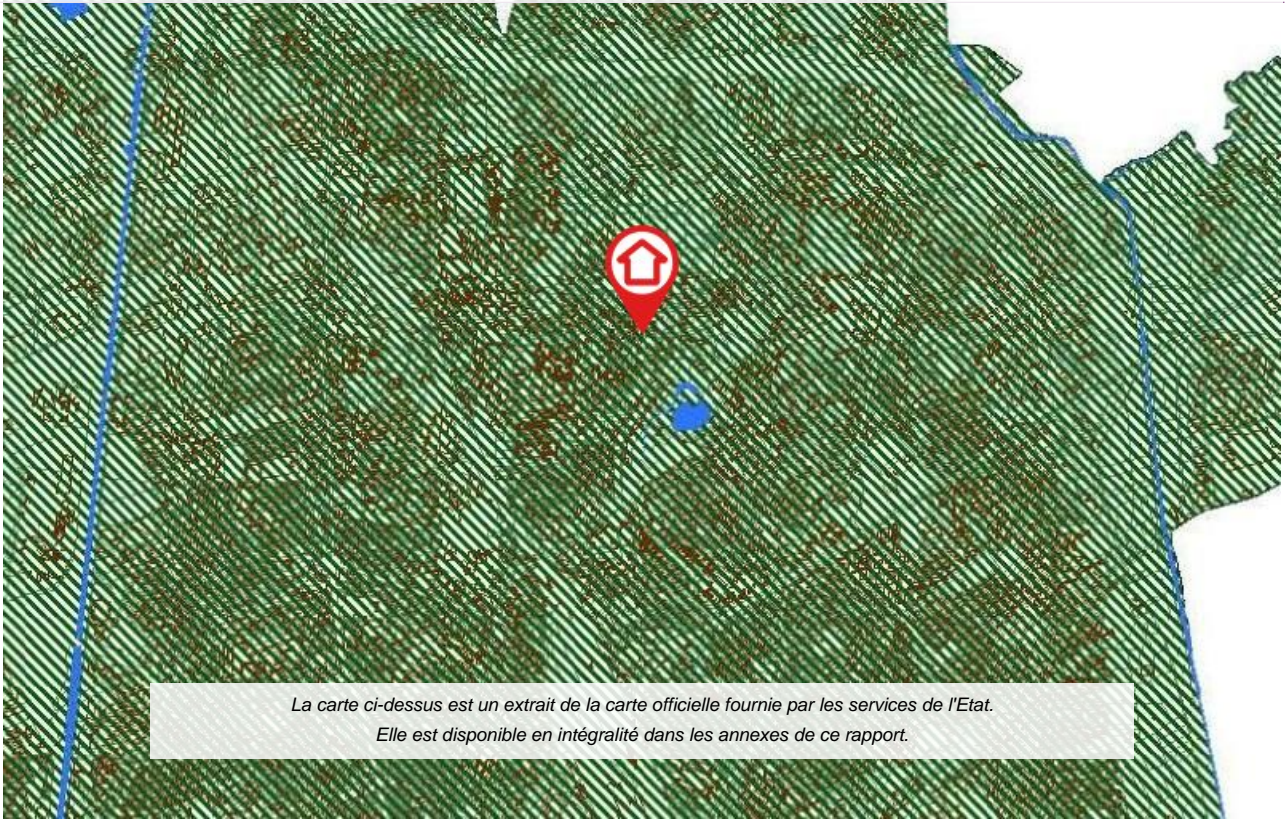 La carte ci-dessus est un extrait de la carte officielle fournie par les services de l'Etat.
Elle est disponible en intégralité dans les annexes de ce rapport.